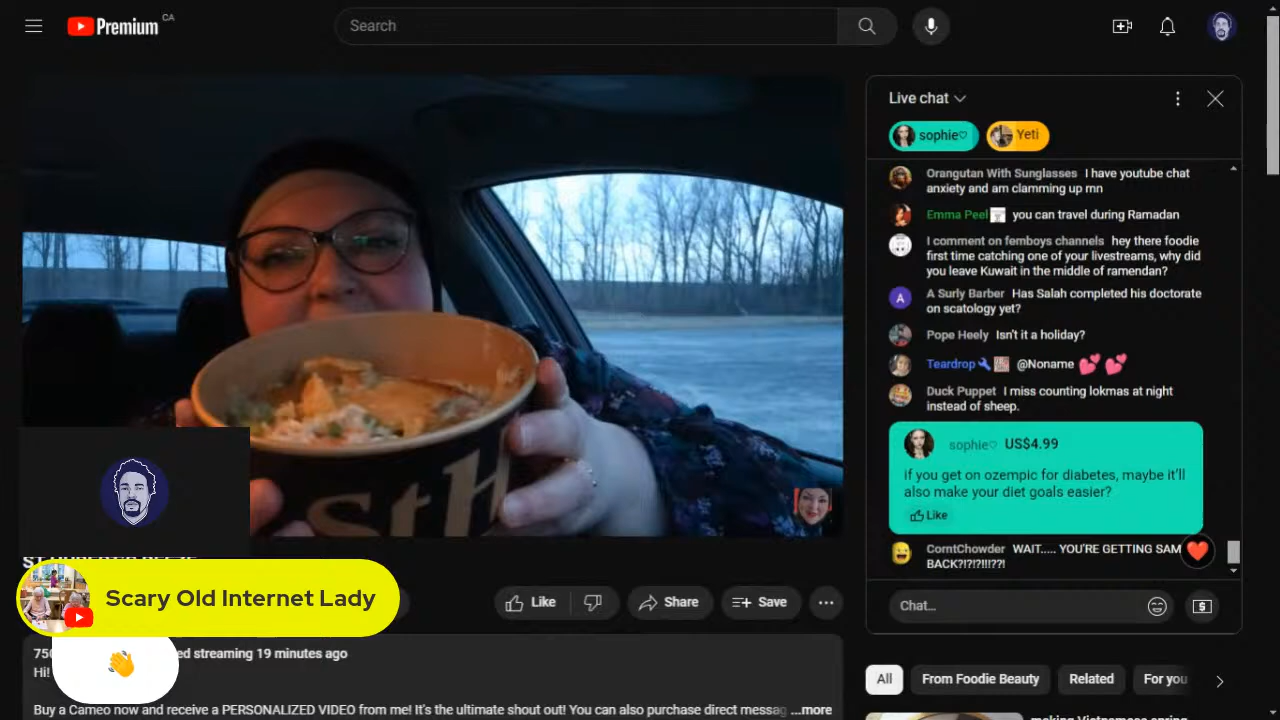 Premium CA
Search
Live chat
sophie♡
Yeti
Orangutan With Sunglasses I have youtube chat
anxiety and am clamming up mn
Emma Peel you can travel during Ramadan
I comment on femboys channels hey there foodie
first time catching one of your livestreams, why did
you leave Kuwait in the middle of ramendan?
A
A Surly Barber Has Salah completed his doctorate
on scatology yet?
Pope Heely Isn't it a holiday?
Teardrop @Noname 💕 💕
Duck Puppet I miss counting lokmas at night
instead of sheep.
sophie♡ US$4.99
If you get on ozempic for diabetes, maybe it'll
also make your diet goals easier?
Like
CorntChowder WAIT..... YOU'RE GETTING SAM
BACK?!?!?!!!??!
Chat...
Scary Old Internet Lady
👋
Like
Share
Save
750
ed streaming 19 minutes ago
Hi!
Buy a Cameo now and receive a PERSONALIZED VIDEO from me! It's the ultimate shout out! You can also purchase direct messag ...more
All
From Foodie Beauty
Related
For you
making Vietnamese spring